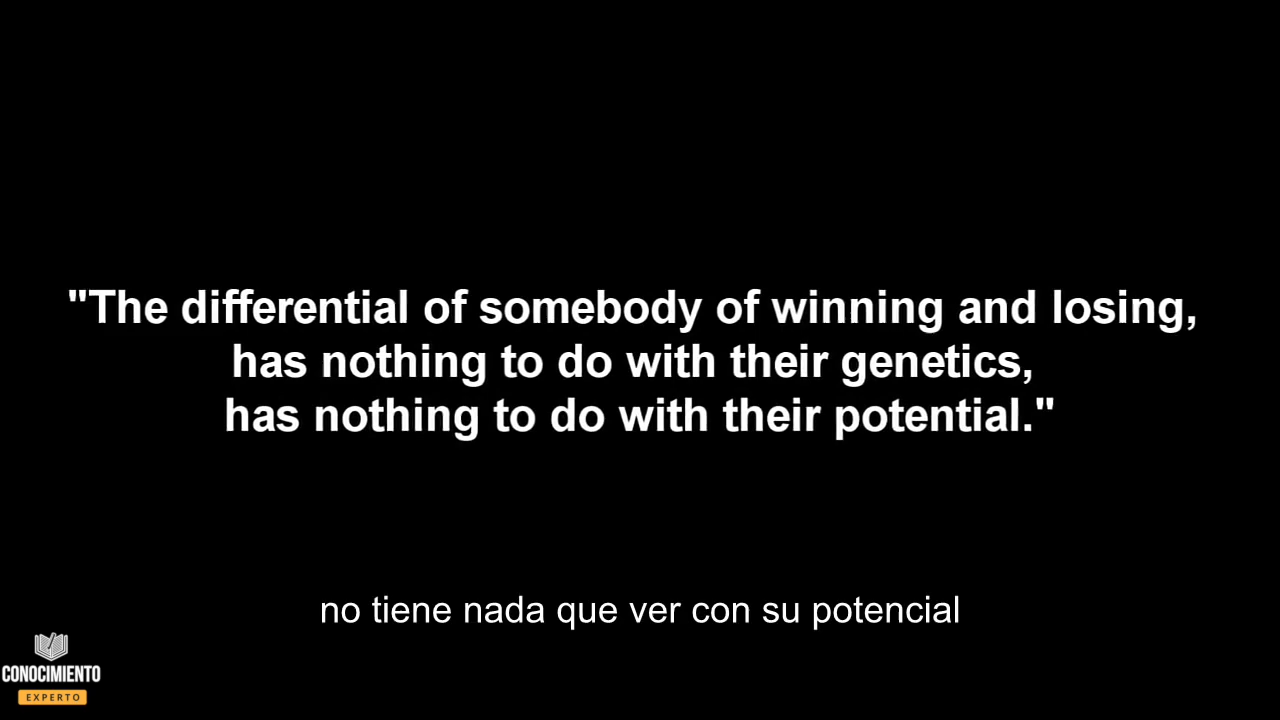 "The differential of somebody of winning and losing,
has nothing to do with their genetics,
has nothing to do with their potential."
no tiene nada que ver con su potencial
CONOCIMIENTO
EXPERTO